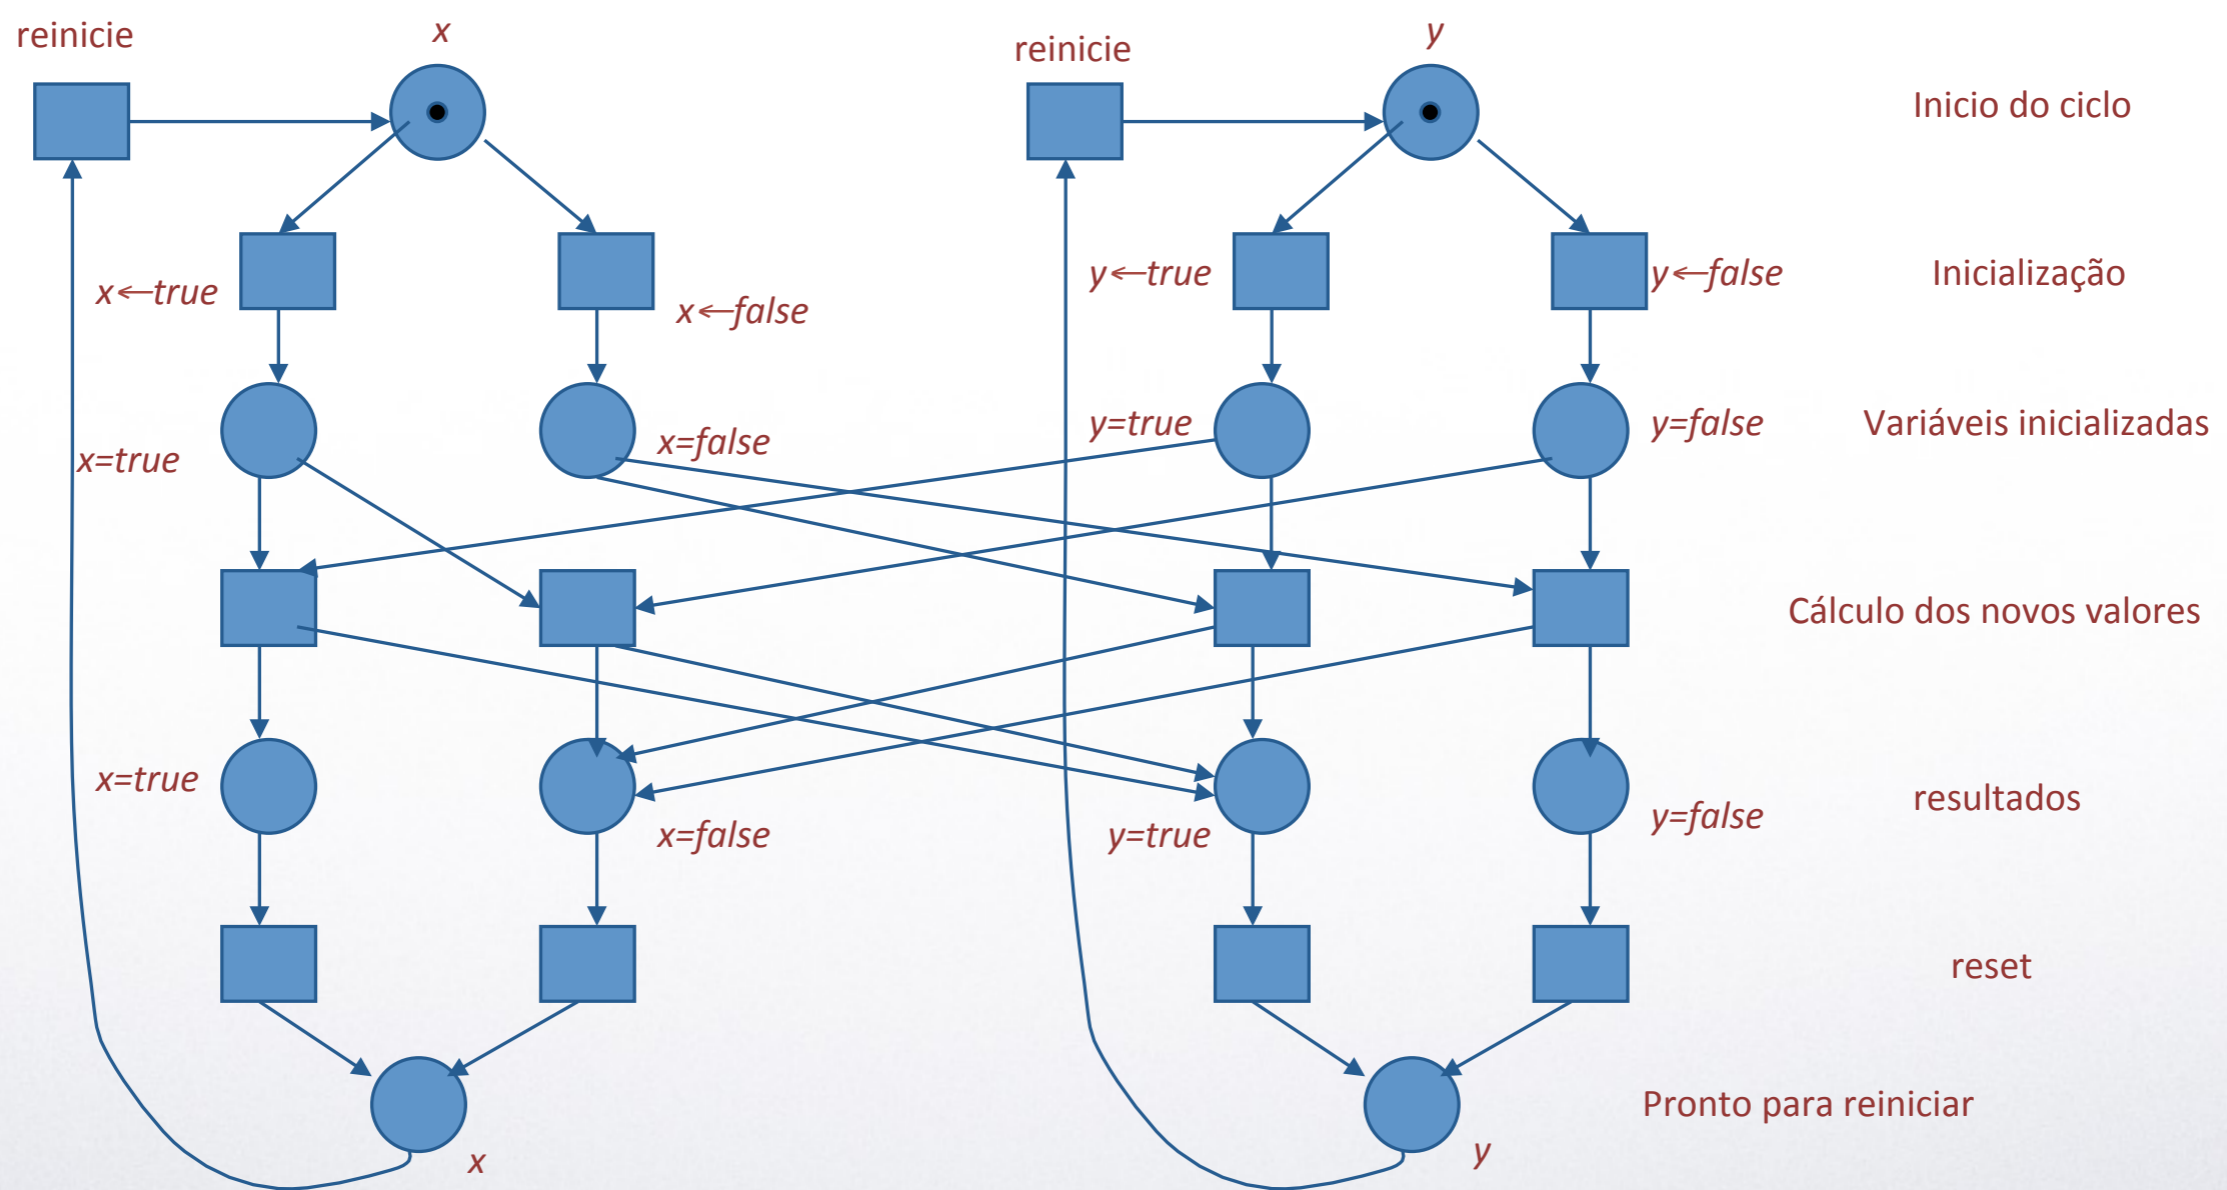 reinicie
x
reinicie
y
Inicio do ciclo
x←true
x←false
y←true
y←false
Inicialização
x=true
x=false
y=true
y=false
Variáveis inicializadas
Cálculo dos novos valores
x=true
x=false
y=true
y=false
resultados
reset
x
y
Pronto para reiniciar